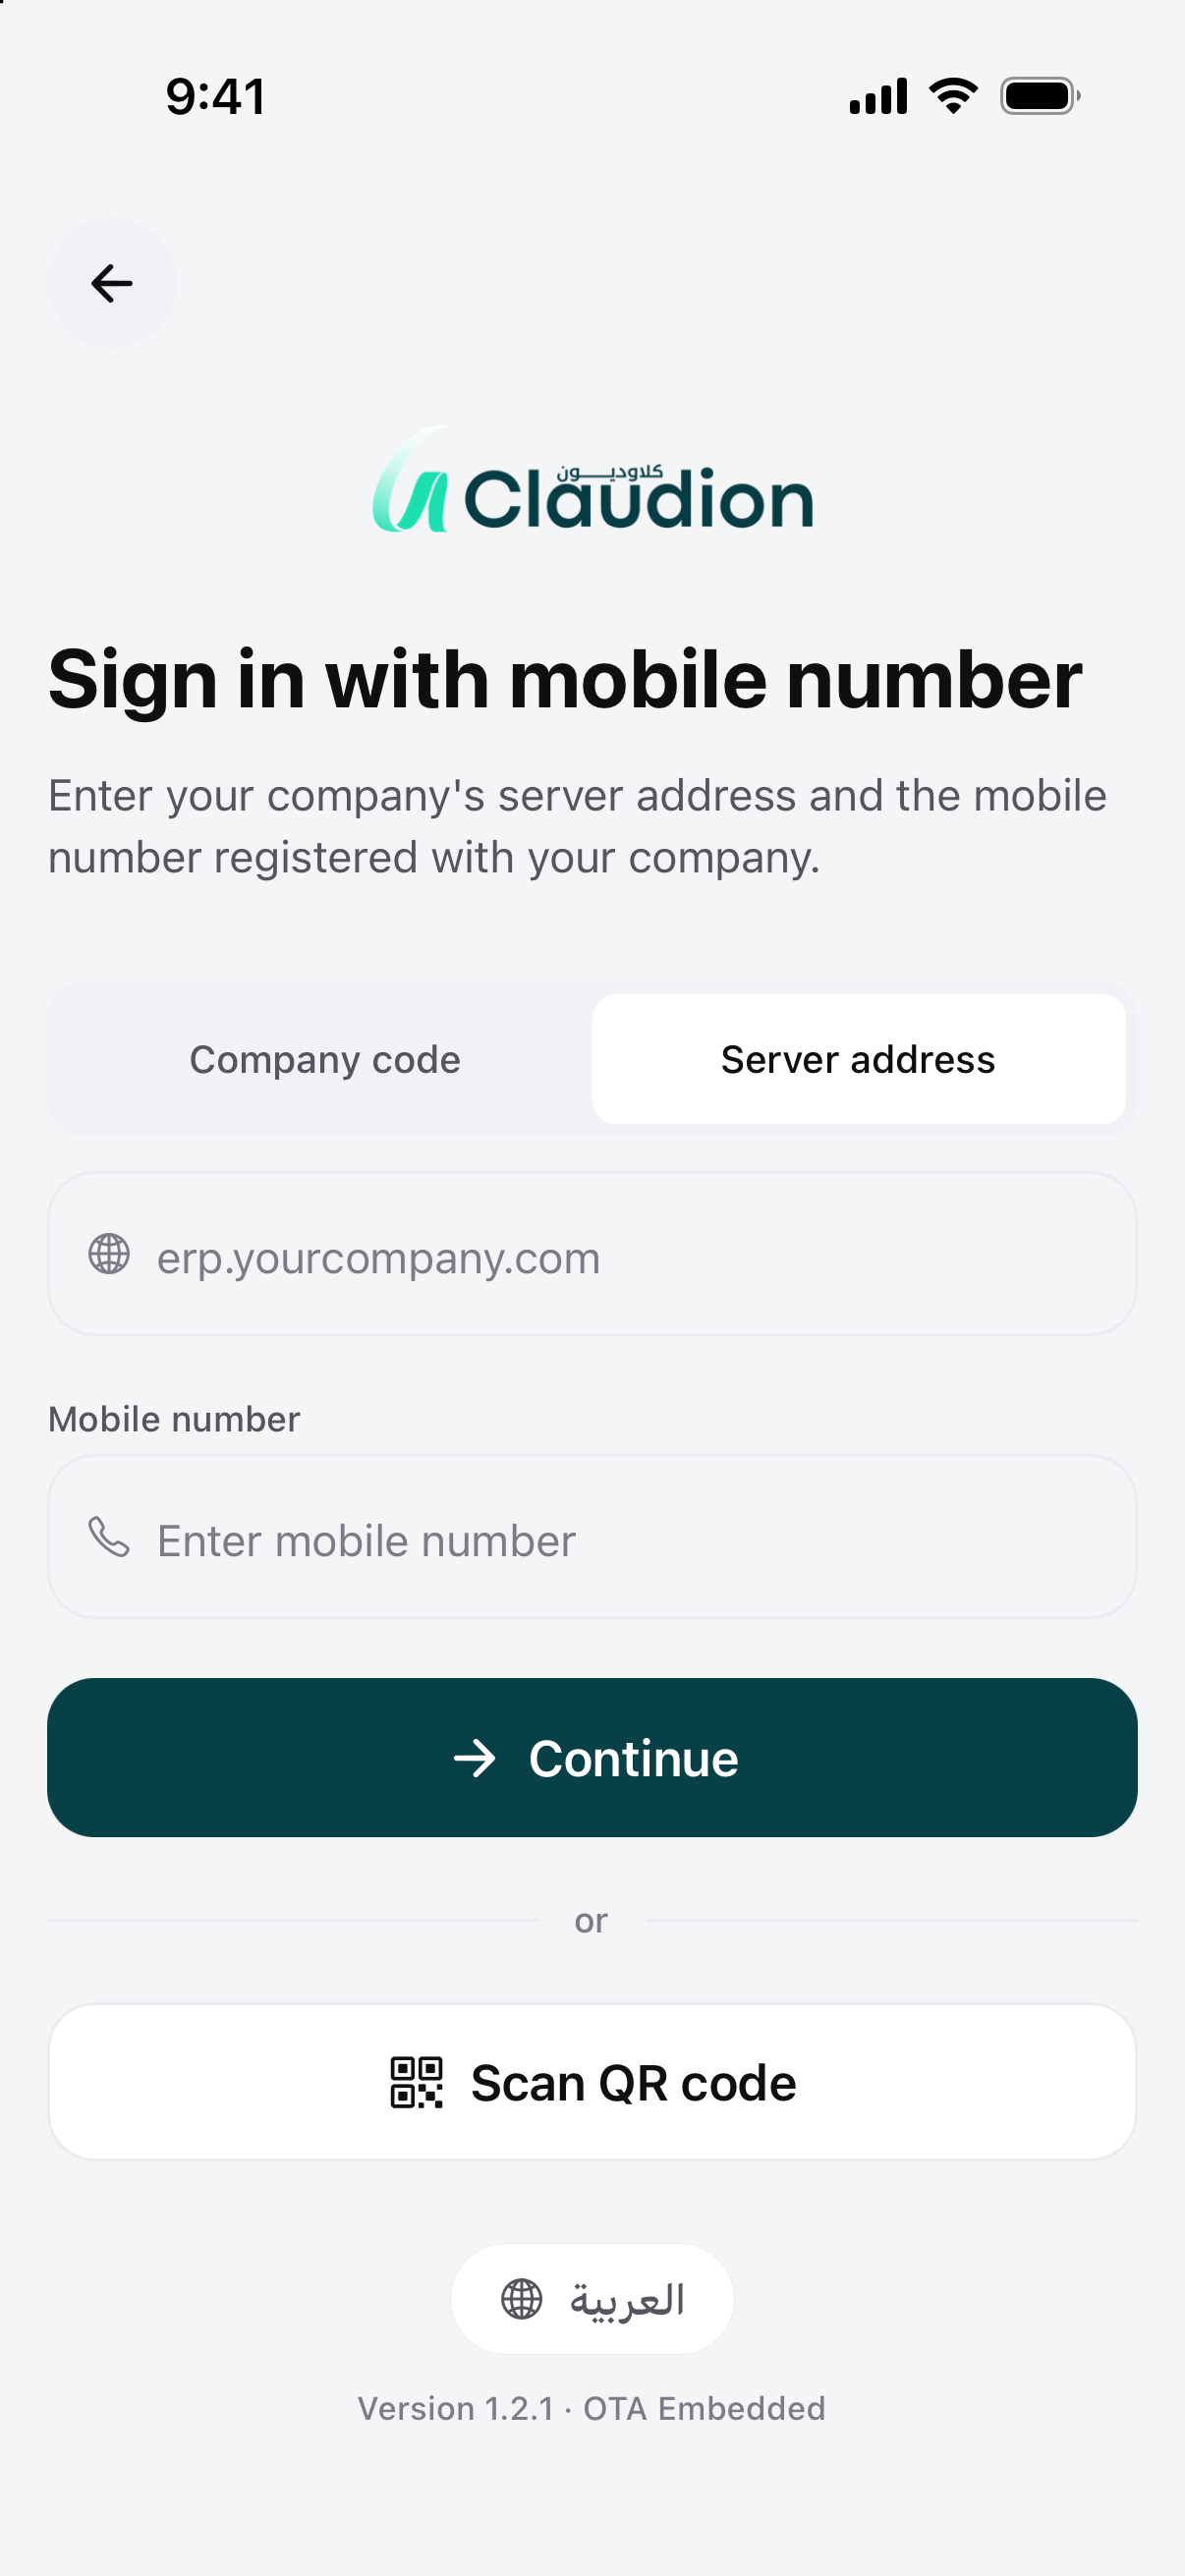 9:41
كلاوديون
Claudion
Sign in with mobile number
Enter your company's server address and the mobile
number registered with your company.
Company code
Server address
erp.yourcompany.com
Mobile number
Enter mobile number
Continue
or
Scan QR code
العربية
Version 1.2.1 · OTA Embedded